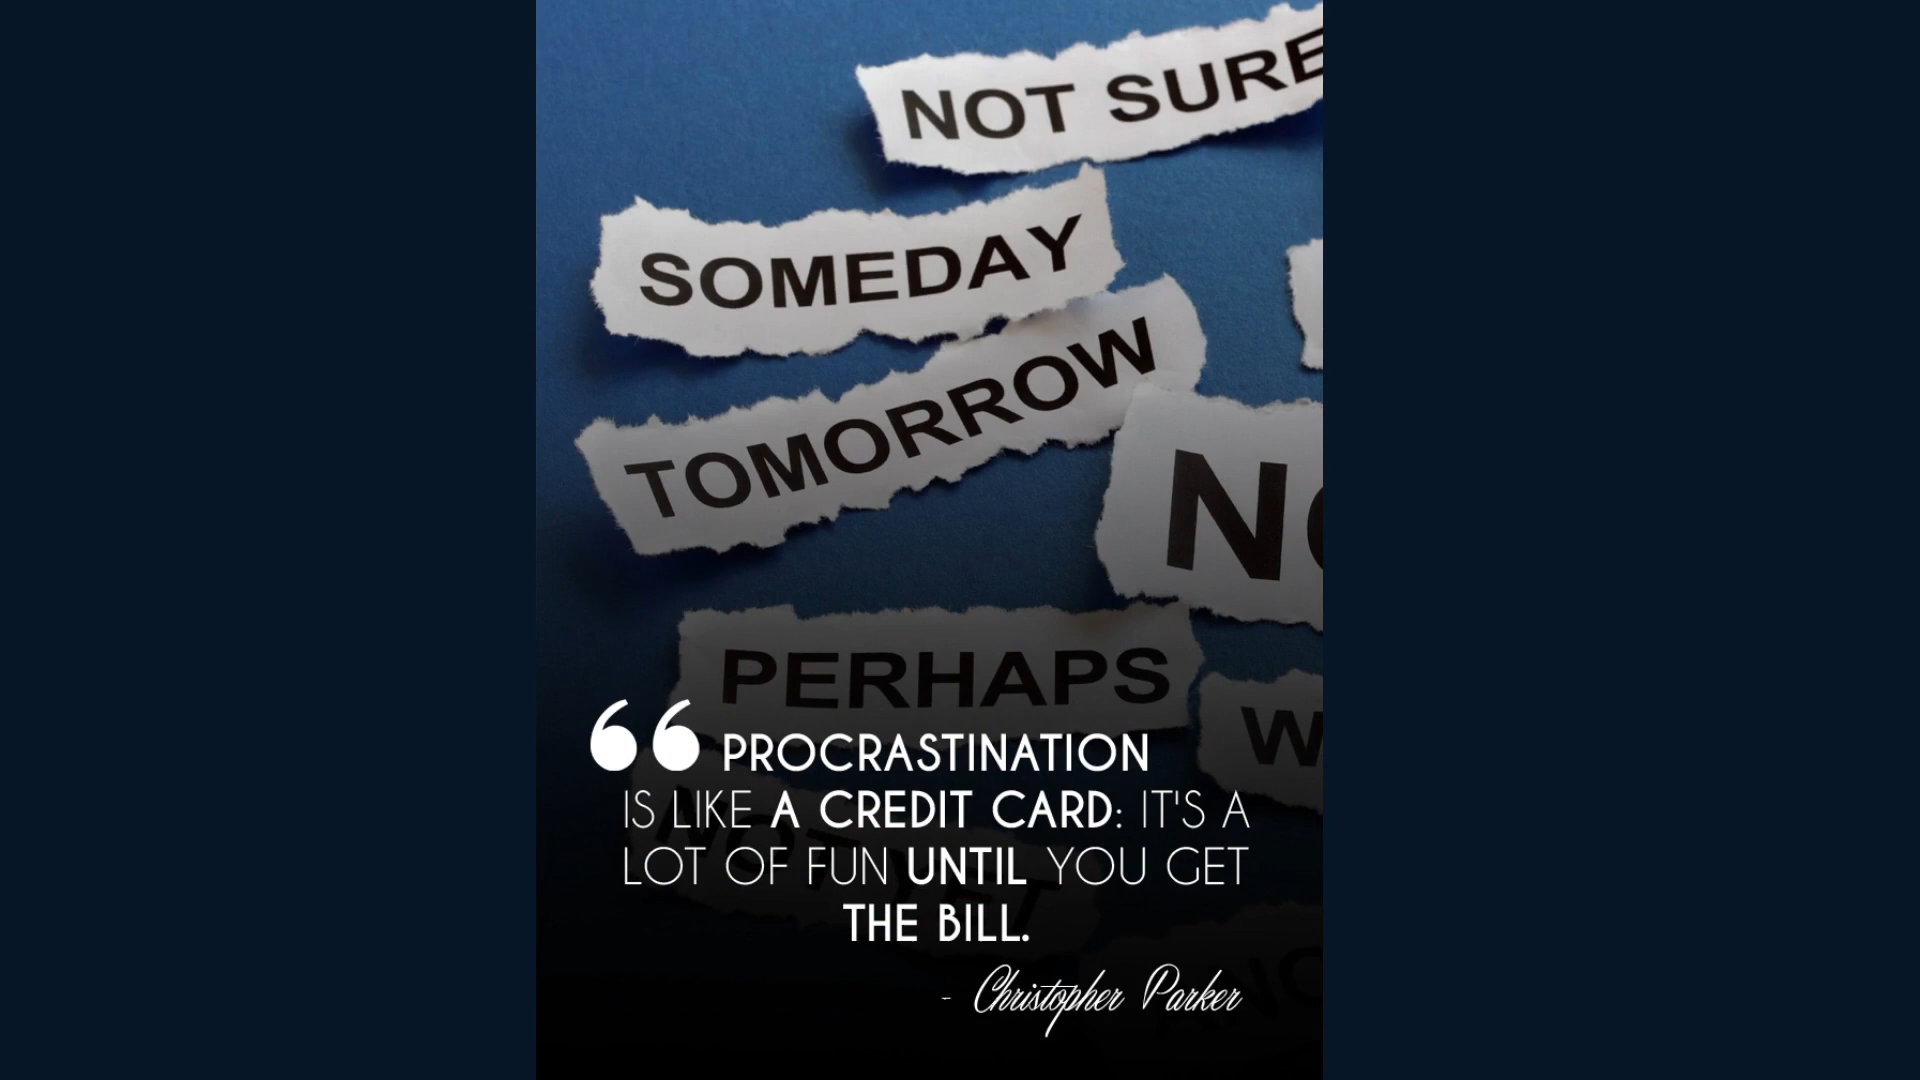 NOT SURE
SOMEDAY
TOMORROW
PERHAPS
“ PROCRASTINATION
IS LIKE A CREDIT CARD: IT'S A
LOT OF FUN UNTIL YOU GET
THE BILL.
- Christopher Parker